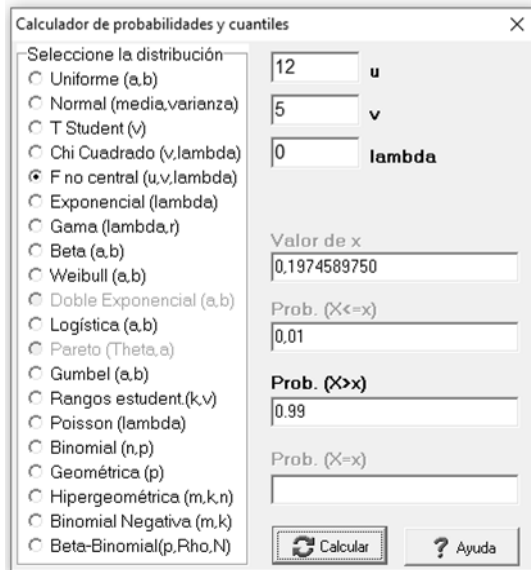 Calculador de probabilidades y cuantiles
Seleccione la distribución
Uniforme (a,b)
Normal (media,varianza)
T Student (v)
Chi Cuadrado (v,lambda)
F no central (u,v,lambda)
Exponencial (lambda)
Gama (lambda,r)
Beta (a,b)
Weibull (a,b)
Doble Exponencial (a,b)
Logística (a,b)
Pareto (Theta,a)
Gumbel (a,b)
Rangos estudent.(k,v)
Poisson (lambda)
Binomial (n,p)
Geométrica (p)
Hipergeométrica (m,k,n)
Binomial Negativa (m,k)
Beta-Binomial(p,Rho,N)
12 u
5 v
0 lambda
Valor de x
0,1974589750
Prob. (X<=x)
0,01
Prob. (X>x)
0.99
Prob. (X=x)
Calcular
? Ayuda